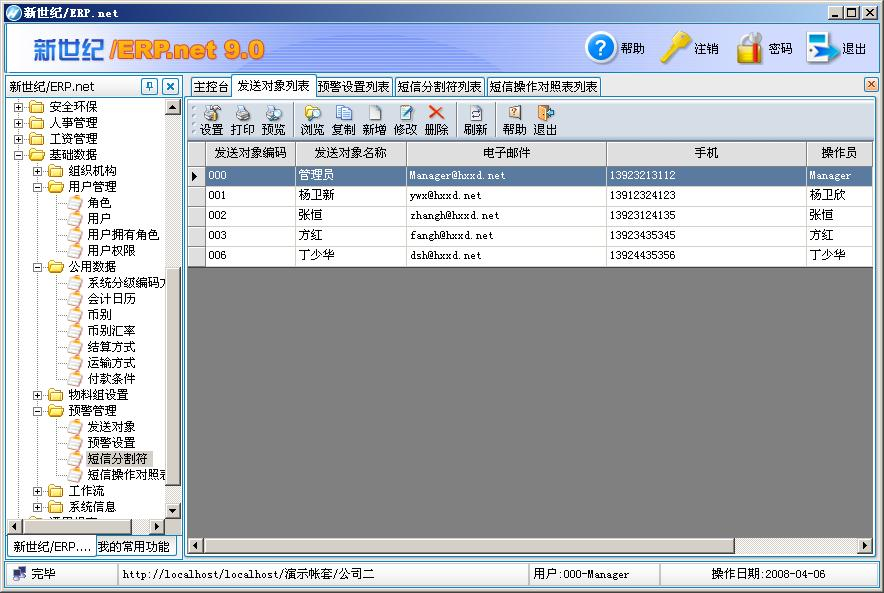 新世纪/ERP.net
新世纪/ERP.net 9.0
帮助 注销 密码 退出
新世纪/ERP.net
主控台 发送对象列表 预警设置列表 短信分割符列表 短信操作对照表列表
安全环保
人事管理
工资管理
基础数据
组织机构
用户管理
角色
用户
用户拥有角色
用户权限
公用数据
系统分级编码
会计日历
币别
币别汇率
结算方式
运输方式
付款条件
物料组设置
预警管理
发送对象
预警设置
短信分割符
短信操作对照表
工作流
系统信息
新世纪/ERP.... 我的常用功能
设置 打印 预览 浏览 复制 新增 修改 删除 刷新 帮助 退出
发送对象编码 发送对象名称 电子邮件 手机 操作员
000 管理员 Manager@hxxd.net 13923213112 Manager
001 杨卫新 ywx@hxxd.net 13912324123 杨卫欣
002 张恒 zhangh@hxxd.net 13923124135 张恒
003 方红 fangh@hxxd.net 13923435345 方红
006 丁少华 dsh@hxxd.net 13924435356 丁少华
完毕 http://localhost/localhost/演示帐套/公司二 用户:000-Manager 操作日期:2008-04-06